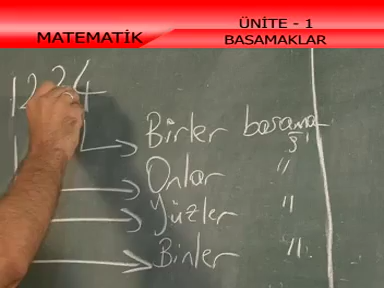 ÜNİTE - 1
MATEMATİK
BASAMAKLAR
1234
Birler basamağı
Onlar "
Yüzler "
Binler "